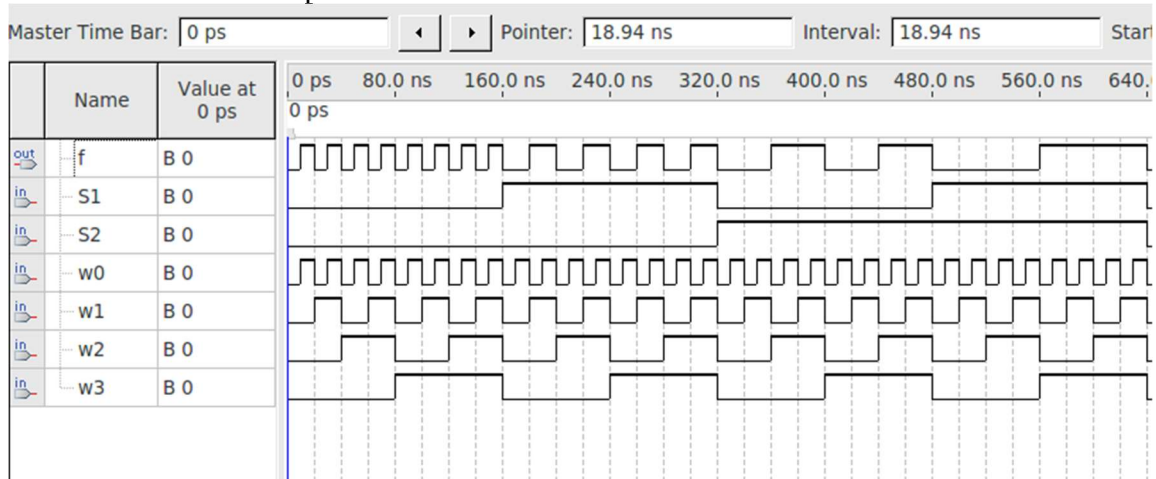 Master Time Bar: 0 ps Pointer: 18.94 ns Interval: 18.94 ns
Name Value at 0 ps 0 ps 80.0 ns 160.0 ns 240.0 ns 320.0 ns 400.0 ns 480.0 ns 560.0 ns 640.
0 ps
out f B 0
in S1 B 0
in S2 B 0
in w0 B 0
in w1 B 0
in w2 B 0
in w3 B 0